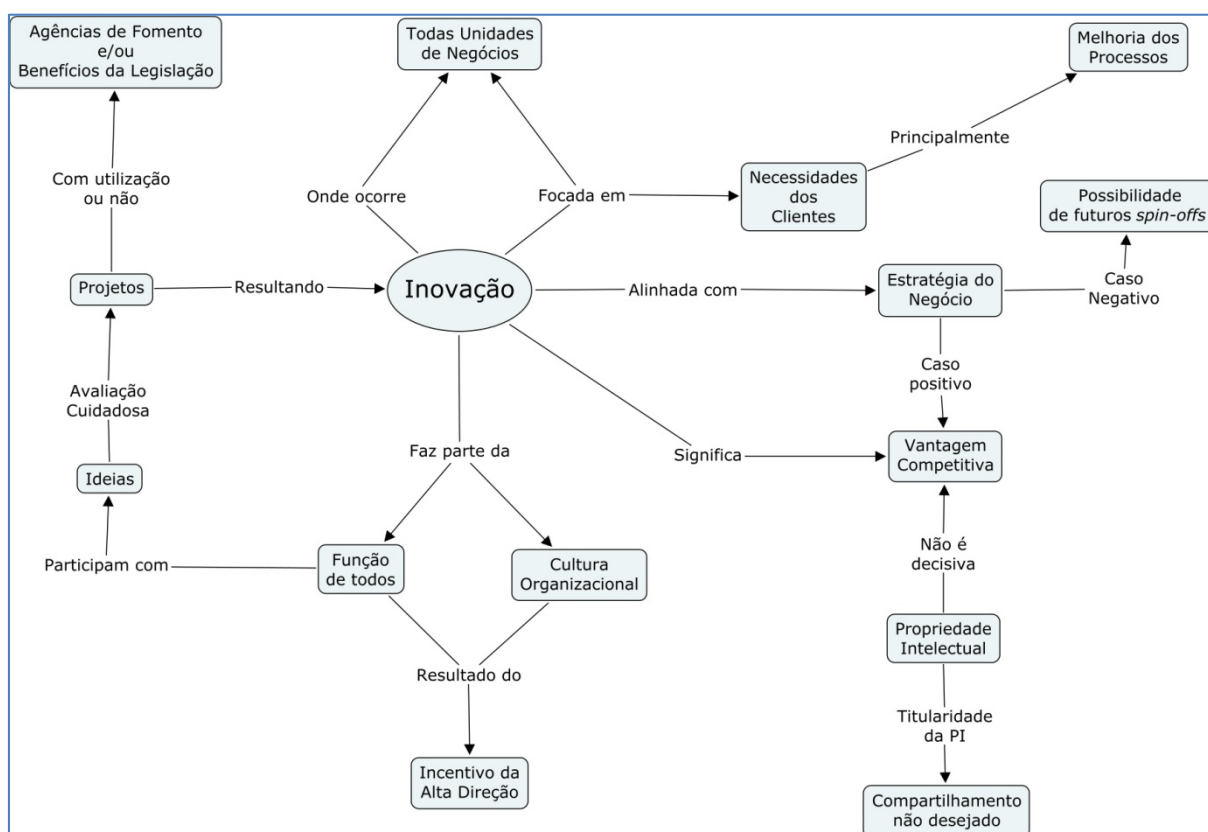 Agências de Fomento
e/ou
Benefícios da Legislação
Todas Unidades
de Negócios
Melhoria dos
Processos
Principalmente
Com utilização
ou não
Onde ocorre
Focada em
Necessidades
dos
Clientes
Possibilidade
de futuros spin-offs
Projetos
Resultando
Inovação
Alinhada com
Estratégia do
Negócio
Caso
Negativo
Caso
positivo
Avaliação
Cuidadosa
Faz parte da
Significa
Vantagem
Competitiva
Ideias
Participam com
Função
de todos
Cultura
Organizacional
Não é
decisiva
Propriedade
Intelectual
Resultado do
Titularidade
da PI
Incentivo da
Alta Direção
Compartilhamento
não desejado